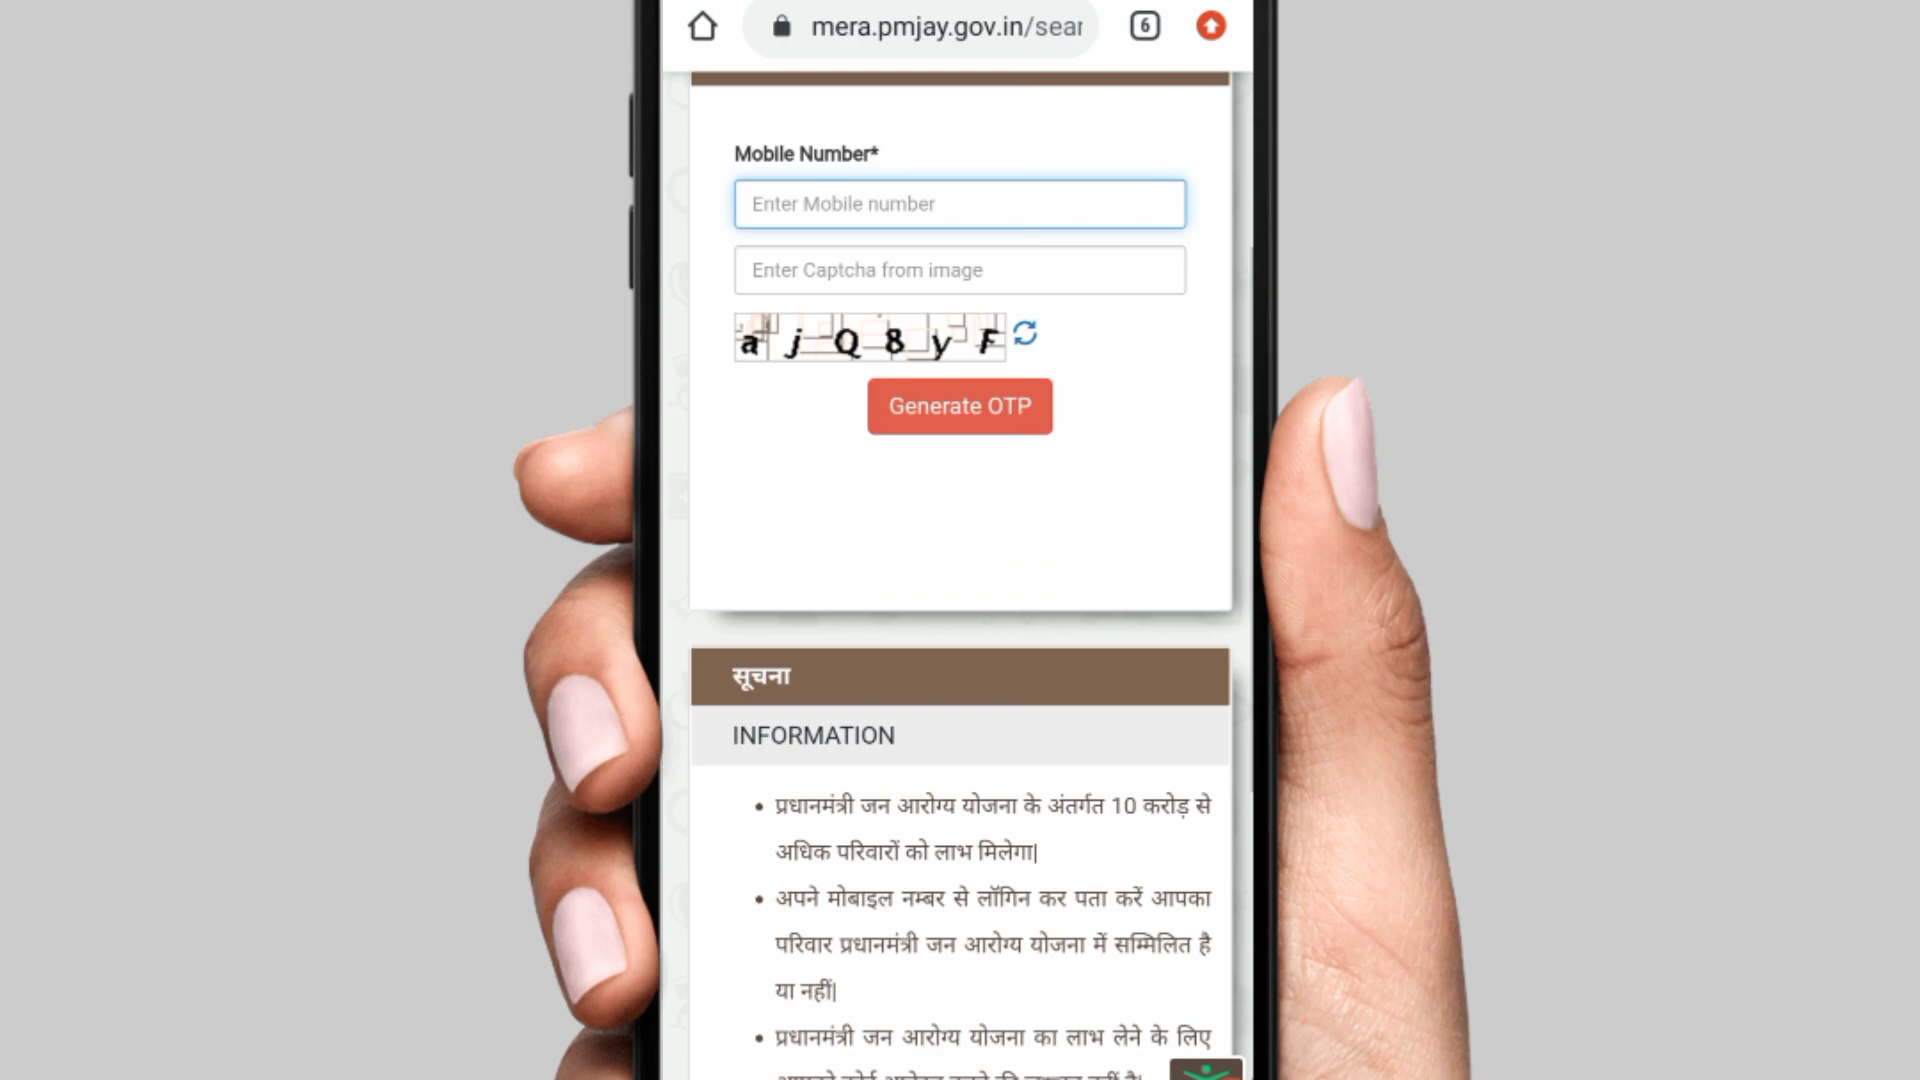 mera.pmjay.gov.in/sear
6
Mobile Number*
Enter Mobile number
Enter Captcha from image
a j Q 8 y F
Generate OTP
सूचना
INFORMATION
• प्रधानमंत्री जन आरोग्य योजना के अंतर्गत 10 करोड़ से
अधिक परिवारों को लाभ मिलेगा|
• अपने मोबाइल नम्बर से लॉगिन कर पता करें आपका
परिवार प्रधानमंत्री जन आरोग्य योजना में सम्मिलित है
या नहीं|
• प्रधानमंत्री जन आरोग्य योजना का लाभ लेने के लिए